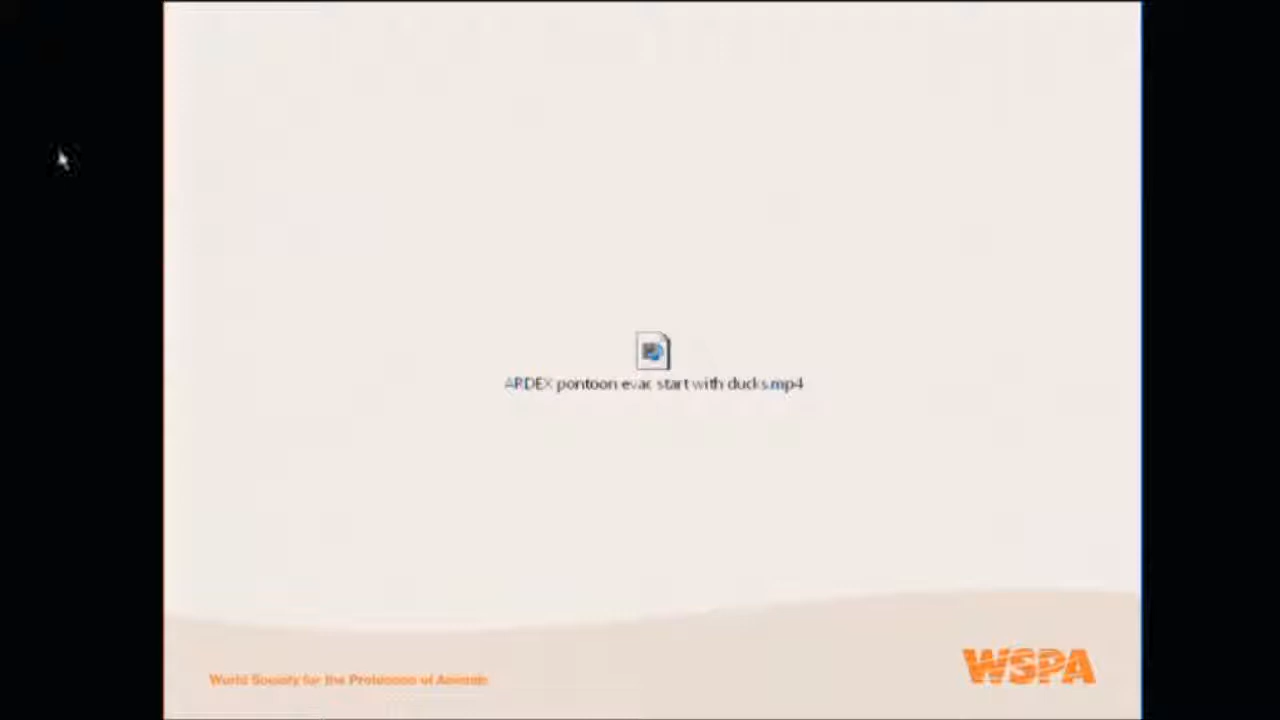 ARDEX pontoon evac start with ducks.mp4
World Society for the Protection of Animals
WSPA